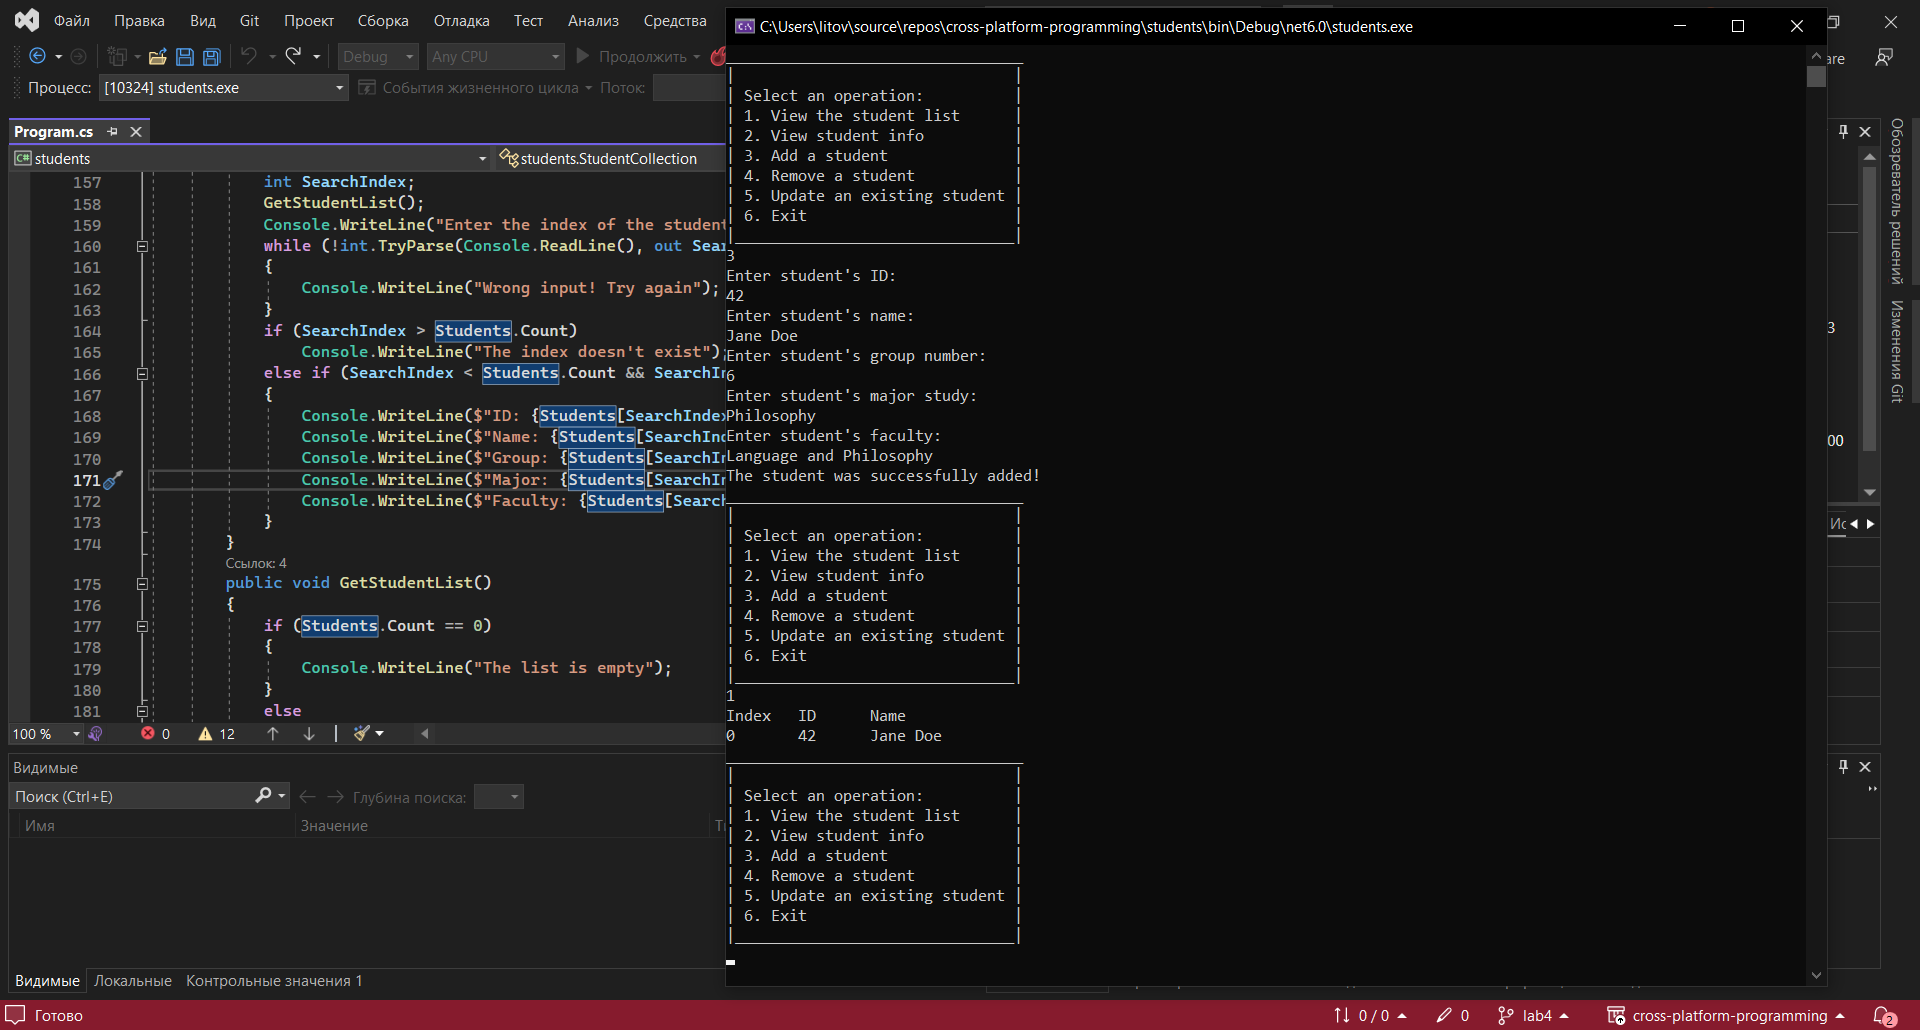 Файл Правка Вид Git Проект Сборка Отладка Тест Анализ Средства
Debug Any CPU Продолжить
Процесс: [10324] students.exe События жизненного цикла Поток:
Program.cs
students students.StudentCollection
157 int SearchIndex;
158 GetStudentList();
159 Console.WriteLine("Enter the index of the student
160 while (!int.TryParse(Console.ReadLine(), out Sear
161 {
162 Console.WriteLine("Wrong input! Try again");
163 }
164 if (SearchIndex > Students.Count)
165 Console.WriteLine("The index doesn't exist");
166 else if (SearchIndex < Students.Count && SearchIn
167 {
168 Console.WriteLine($"ID: {Students[SearchIndex
169 Console.WriteLine($"Name: {Students[SearchInd
170 Console.WriteLine($"Group: {Students[SearchIn
171 Console.WriteLine($"Major: {Students[SearchIn
172 Console.WriteLine($"Faculty: {Students[Search
173 }
174 }
Ссылок: 4
175 public void GetStudentList()
176 {
177 if (Students.Count == 0)
178 {
179 Console.WriteLine("The list is empty");
180 }
181 else
100 % 0 12
Видимые
Поиск (Ctrl+E) Глубина поиска:
Имя Значение
Видимые Локальные Контрольные значения 1
C:\Users\litov\source\repos\cross-platform-programming\students\bin\Debug\net6.0\students.exe
Select an operation:
1. View the student list
2. View student info
3. Add a student
4. Remove a student
5. Update an existing student
6. Exit
3
Enter student's ID:
42
Enter student's name:
Jane Doe
Enter student's group number:
6
Enter student's major study:
Philosophy
Enter student's faculty:
Language and Philosophy
The student was successfully added!
Select an operation:
1. View the student list
2. View student info
3. Add a student
4. Remove a student
5. Update an existing student
6. Exit
1
Index ID Name
0 42 Jane Doe
Select an operation:
1. View the student list
2. View student info
3. Add a student
4. Remove a student
5. Update an existing student
6. Exit
are
3
00
Ис
Обозреватель решений
Изменения Git
Готово 0 / 0 0 lab4 cross-platform-programming 2